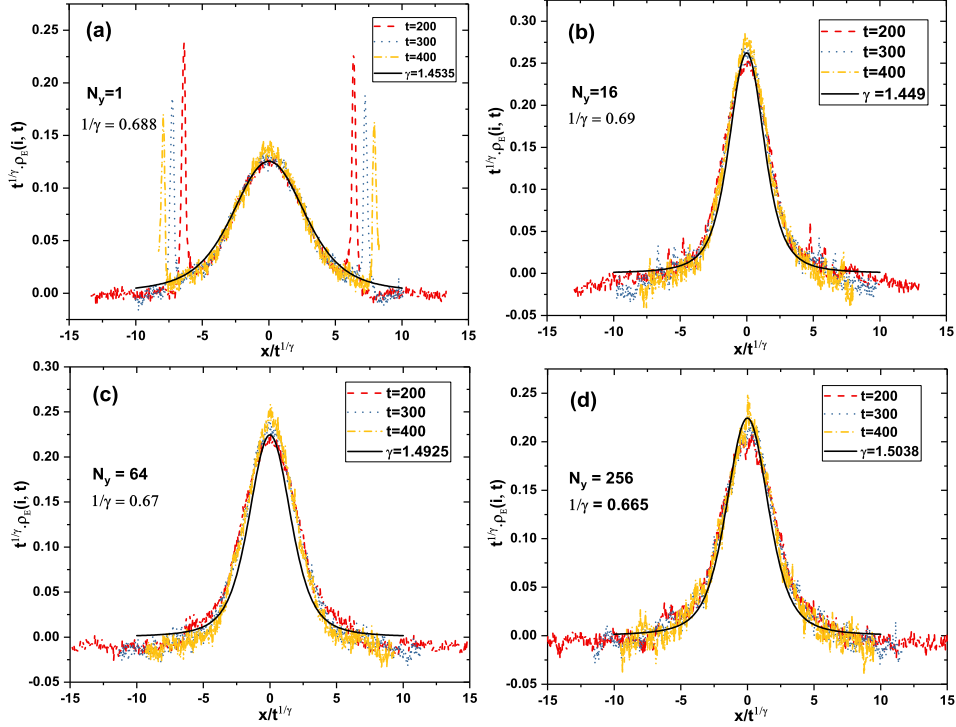 (a)
t=200
t=300
t=400
γ=1.4535
N_y=1
1/γ = 0.688
0.25
0.20
0.15
0.10
0.05
0.00
t^{1/γ}.ρ_E(i, t)
-15 -10 -5 0 5 10 15
x/t^{1/γ}
(b)
t=200
t=300
t=400
γ =1.449
N_y=16
1/γ = 0.69
0.30
0.25
0.20
0.15
0.10
0.05
0.00
-0.05
t^{1/γ}.ρ_E(i, t)
-15 -10 -5 0 5 10 15
x/t^{1/γ}
(c)
t=200
t=300
t=400
γ=1.4925
N_y = 64
1/γ = 0.67
0.30
0.25
0.20
0.15
0.10
0.05
0.00
-0.05
t^{1/γ}.ρ_E(i, t)
-15 -10 -5 0 5 10 15
x/t^{1/γ}
(d)
t=200
t=300
t=400
γ=1.5038
N_y = 256
1/γ = 0.665
0.25
0.20
0.15
0.10
0.05
0.00
-0.05
t^{1/γ}.ρ_E(i, t)
-15 -10 -5 0 5 10 15
x/t^{1/γ}